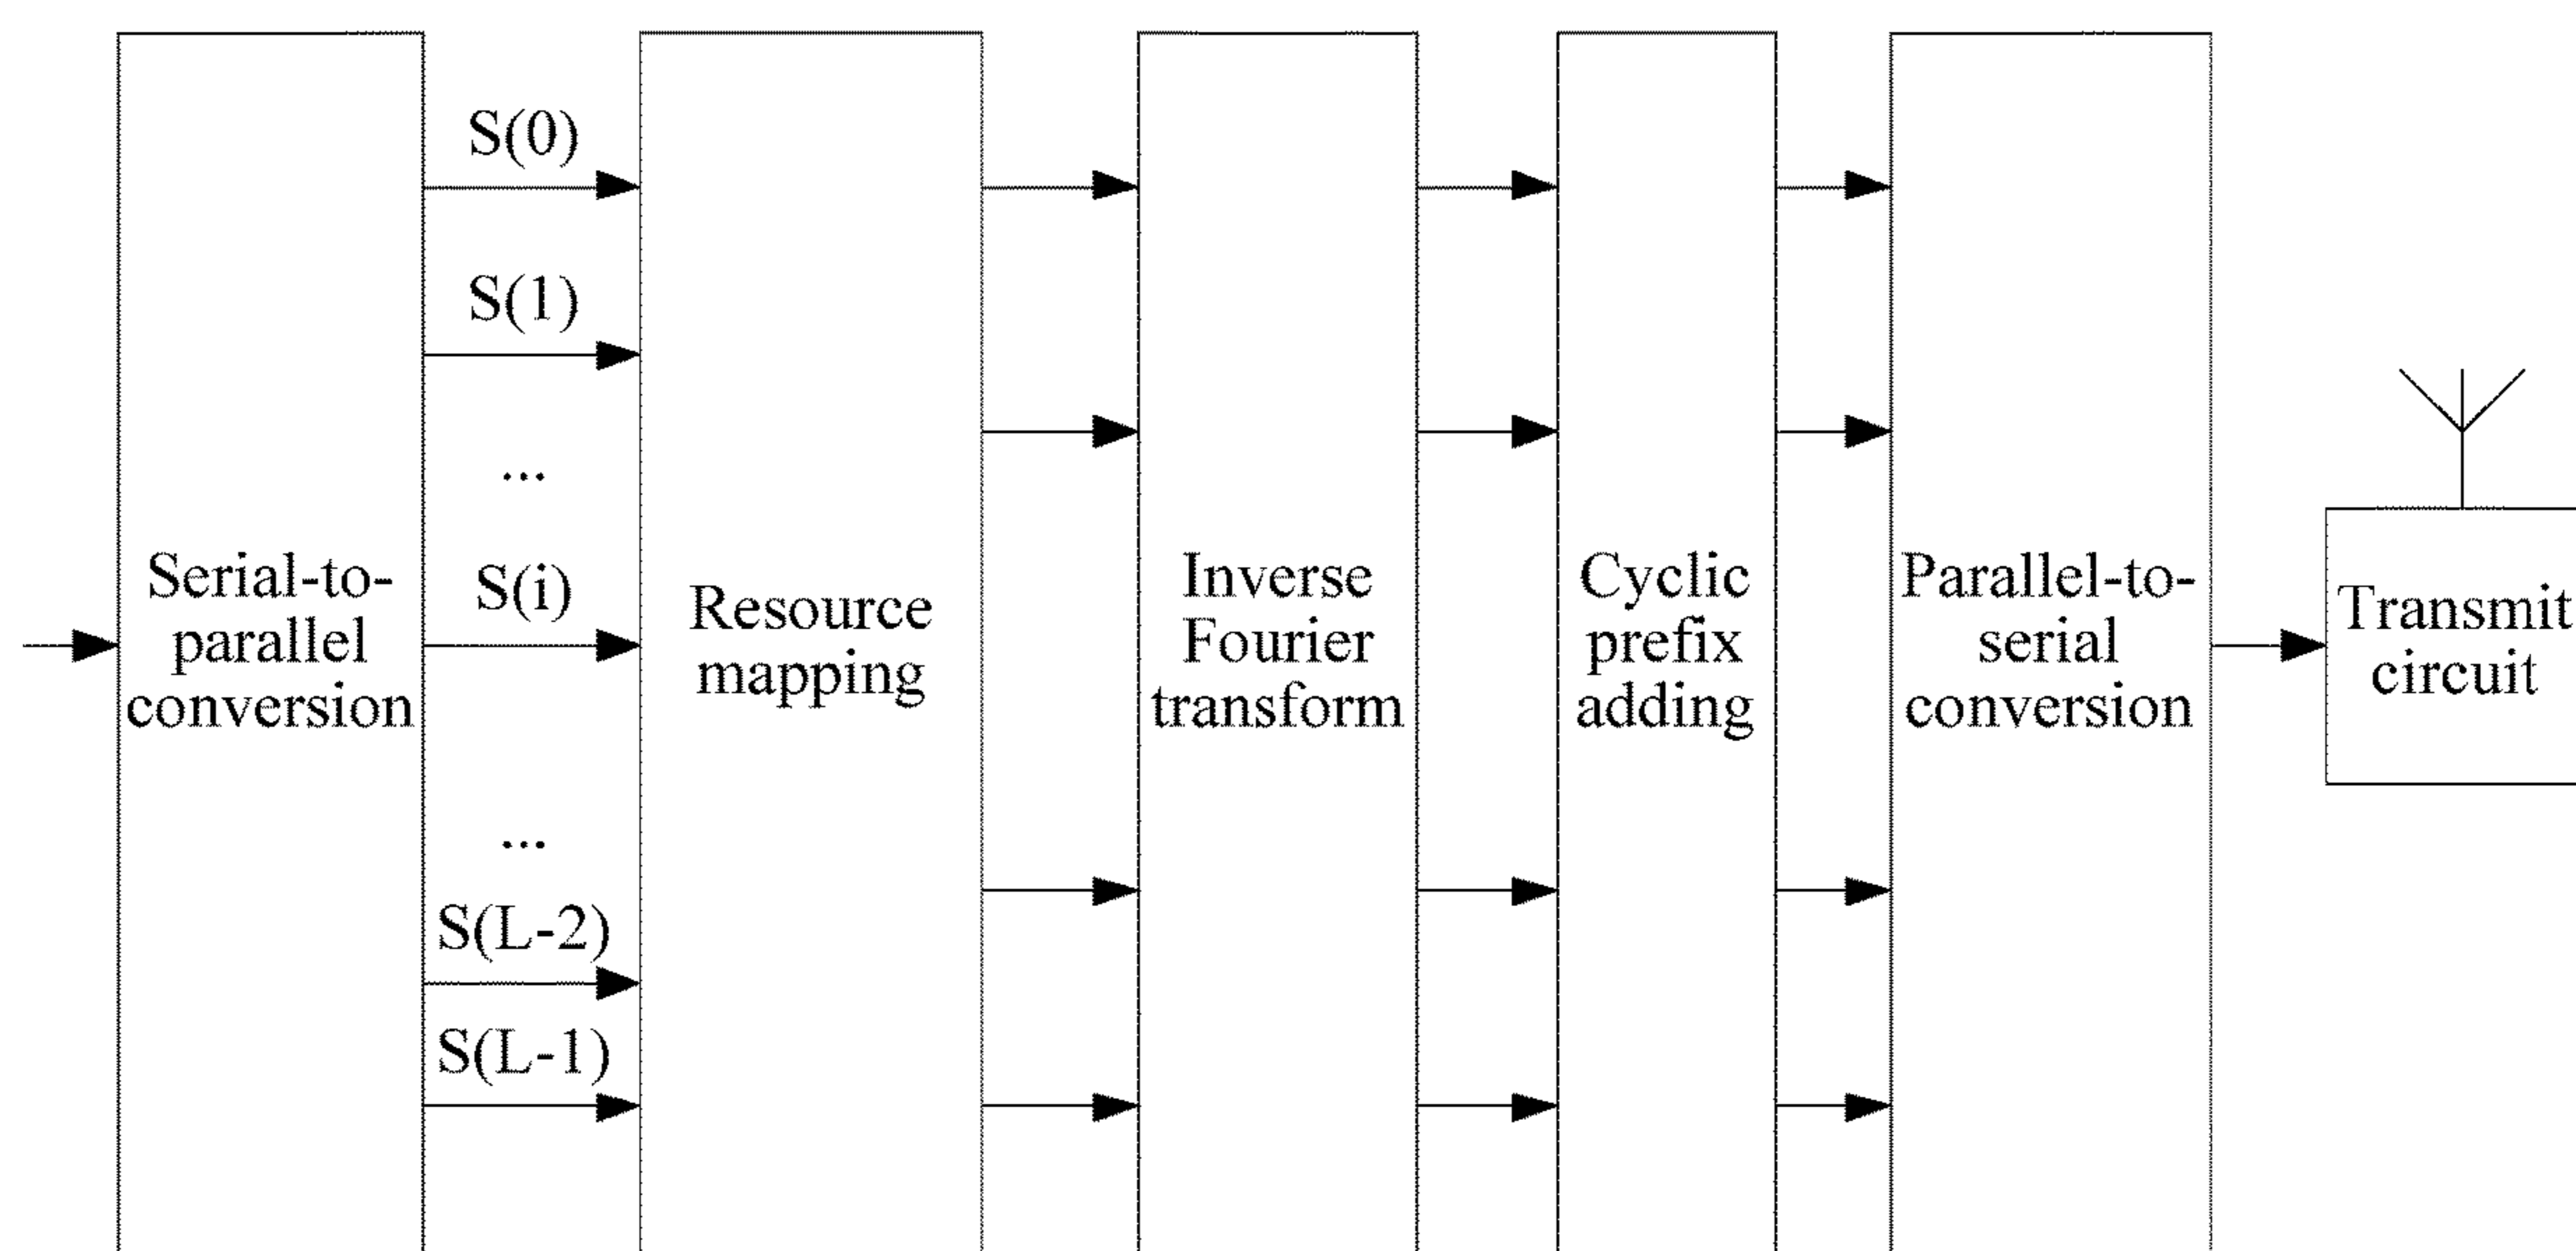 S(0)
S(1)
...
S(i)
...
S(L-2)
S(L-1)
Serial-to-
parallel
conversion
Resource
mapping
Inverse
Fourier
transform
Cyclic
prefix
adding
Parallel-to-
serial
conversion
Transmit
circuit